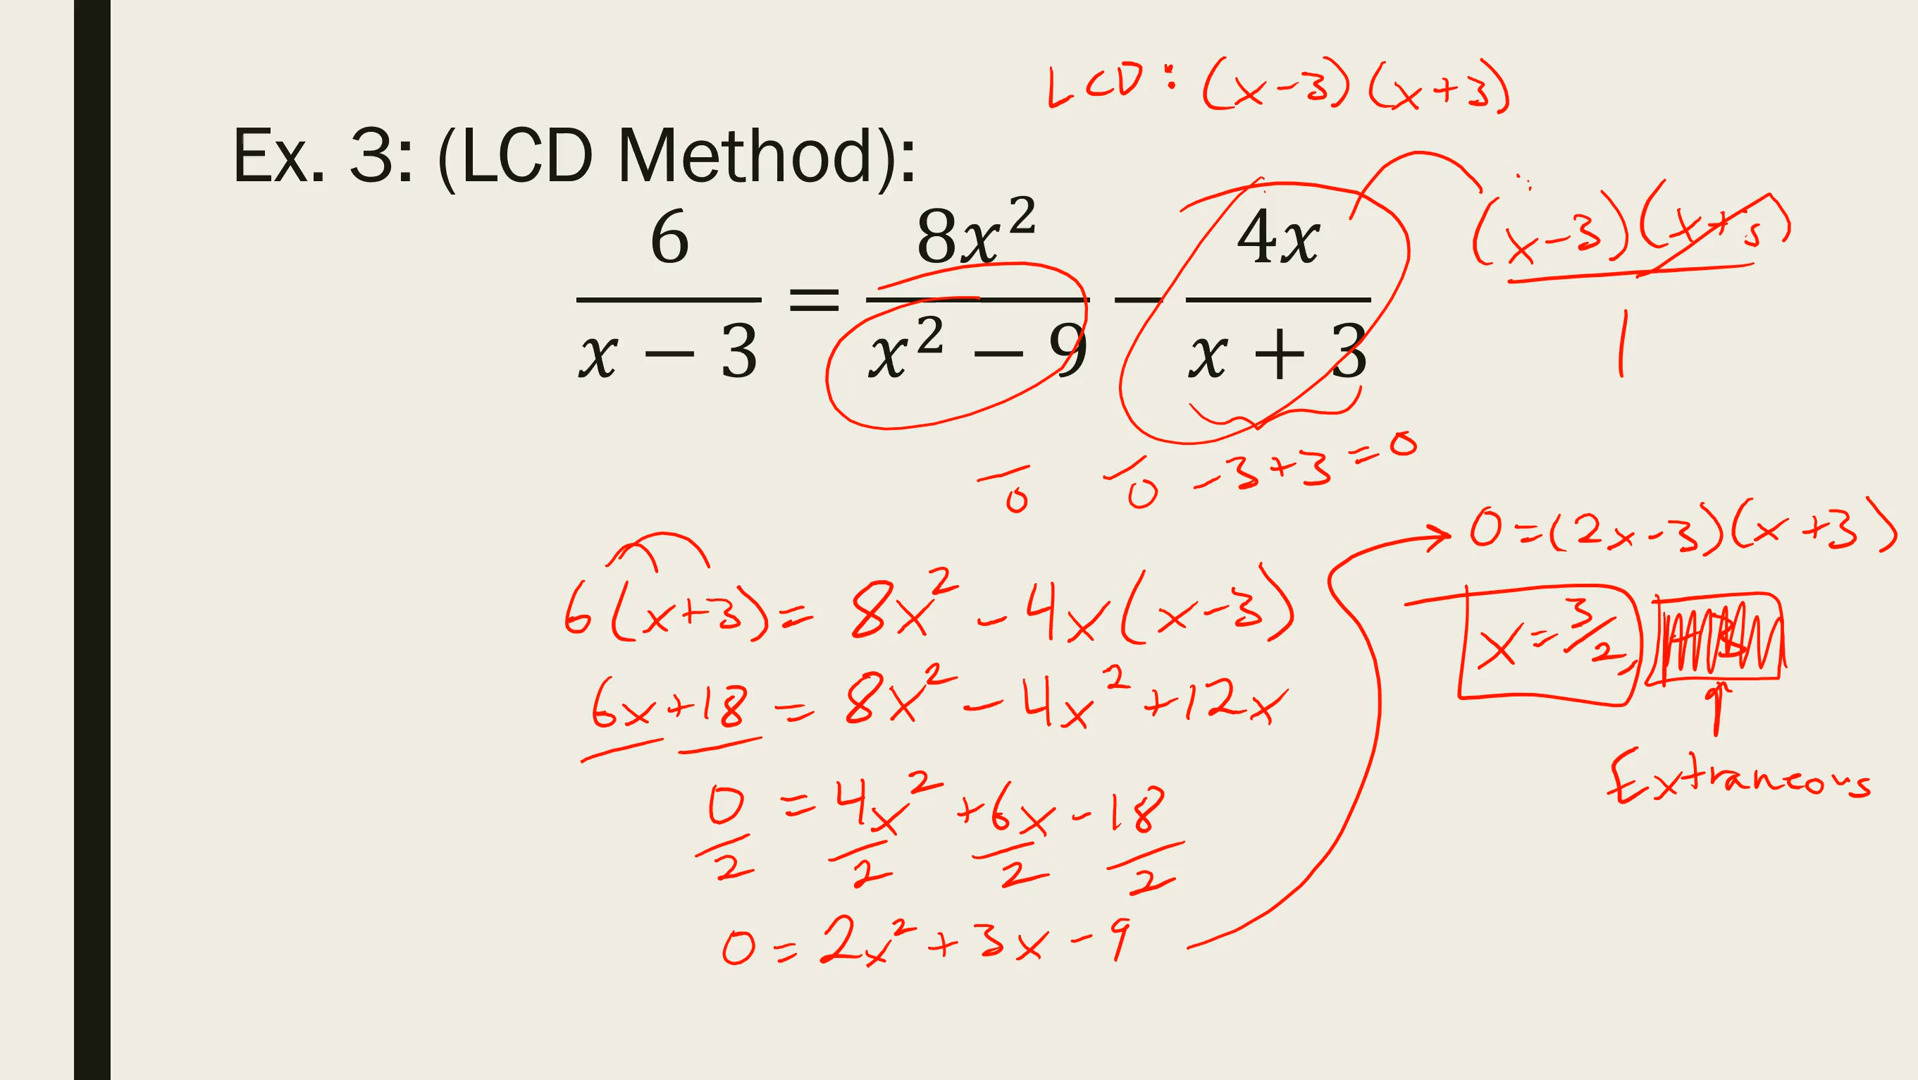 LCD: (x-3)(x+3)
Ex. 3: (LCD Method):
6/(x − 3) = 8x²/(x² − 9) − 4x/(x + 3)
(x-3)(x+3)/1
/0 /0 -3+3=0
6(x+3) = 8x² - 4x(x-3)
6x+18 = 8x² - 4x² + 12x
0/2 = 4x²/2 + 6x/2 - 18/2
0 = 2x² + 3x - 9
0=(2x-3)(x+3)
x=3/2,
Extraneous